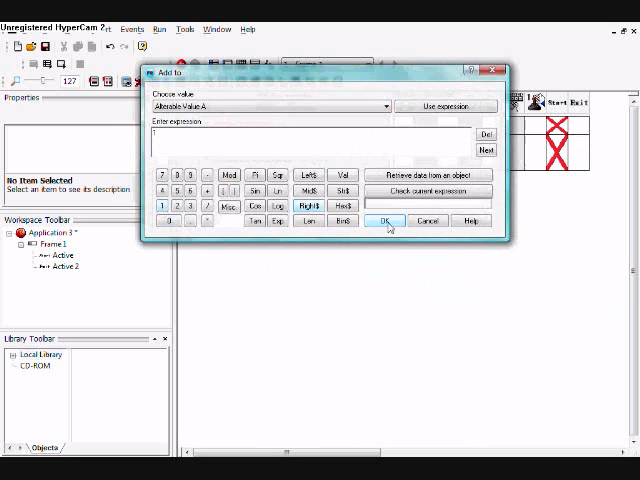 Unregistered HyperCam 2
Events Run Tools Window Help
127
Properties
No Item Selected
Select an item to see its description
Workspace Toolbar
Application 3 *
Frame 1
Active
Active 2
Library Toolbar
Local Library
CD-ROM
Objects
Add to
Choose value
Alterable Value A
Use expression
Enter expression
1
Del
Next
7 8 9 - Mod Pi Sqr Left$ Val Retrieve data from an object
4 5 6 + ( ) Sin Ln Mid$ Str$ Check current expression
1 2 3 / Misc. Cos Log Right$ Hex$
0 . * Tan Exp Len Bin$ OK Cancel Help
Start Exit